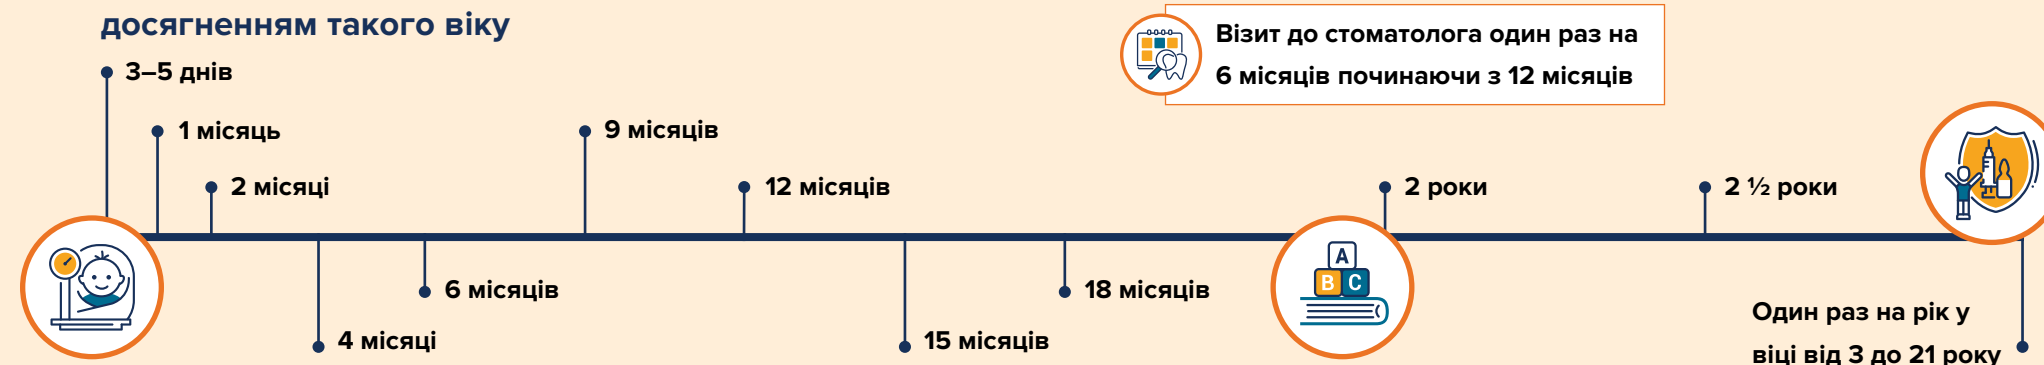 досягненням такого віку
Візит до стоматолога один раз на
6 місяців починаючи з 12 місяців
3–5 днів
1 місяць
9 місяців
2 місяці
12 місяців
2 роки
2 ½ роки
6 місяців
18 місяців
4 місяці
15 місяців
Один раз на рік у
віці від 3 до 21 року
A
B C